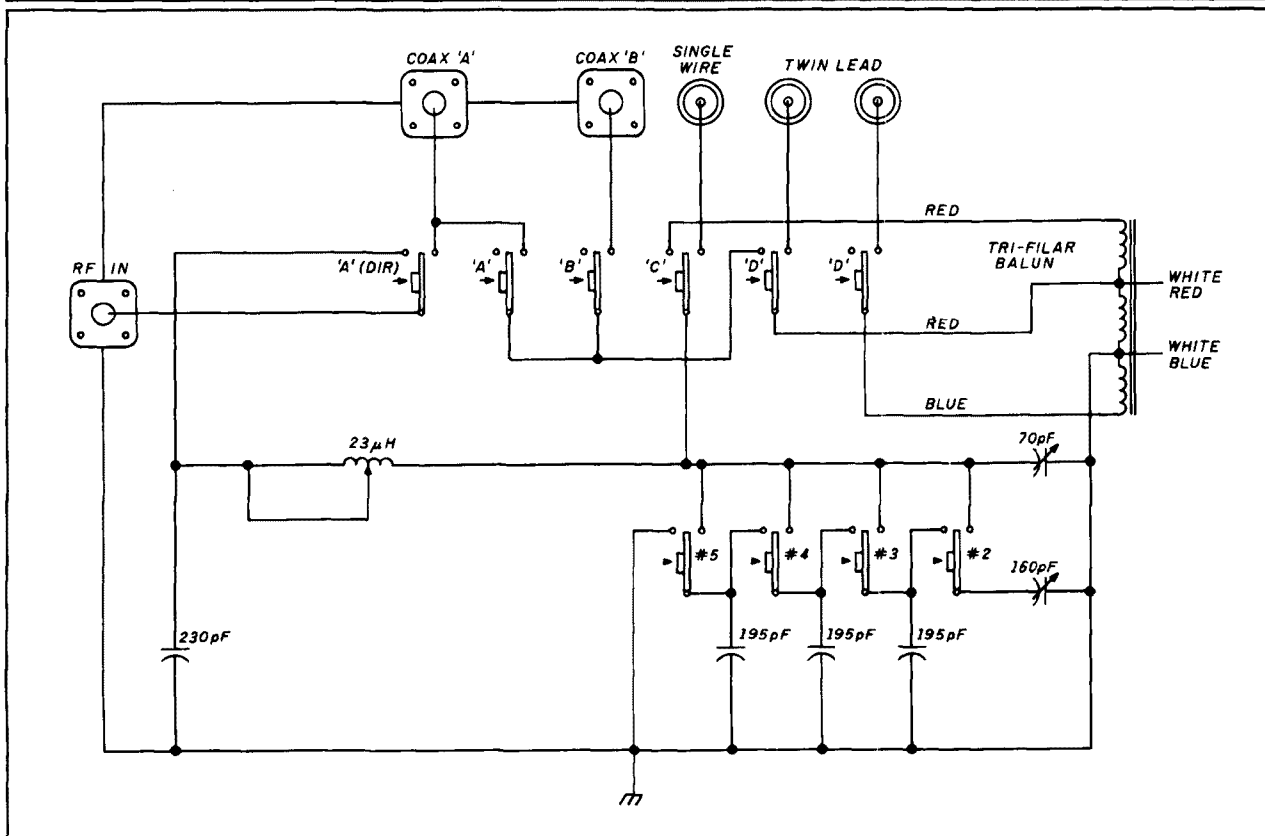 COAX 'A'
COAX 'B'
SINGLE
WIRE
TWIN LEAD
RED
RF IN
'A' (DIR)
'A'
'B'
'C'
'D'
'D'
TRI-FILAR
BALUN
WHITE
RED
RED
WHITE
BLUE
BLUE
23μH
70pF
#5
#4
#3
#2
160pF
230pF
195pF
195pF
195pF